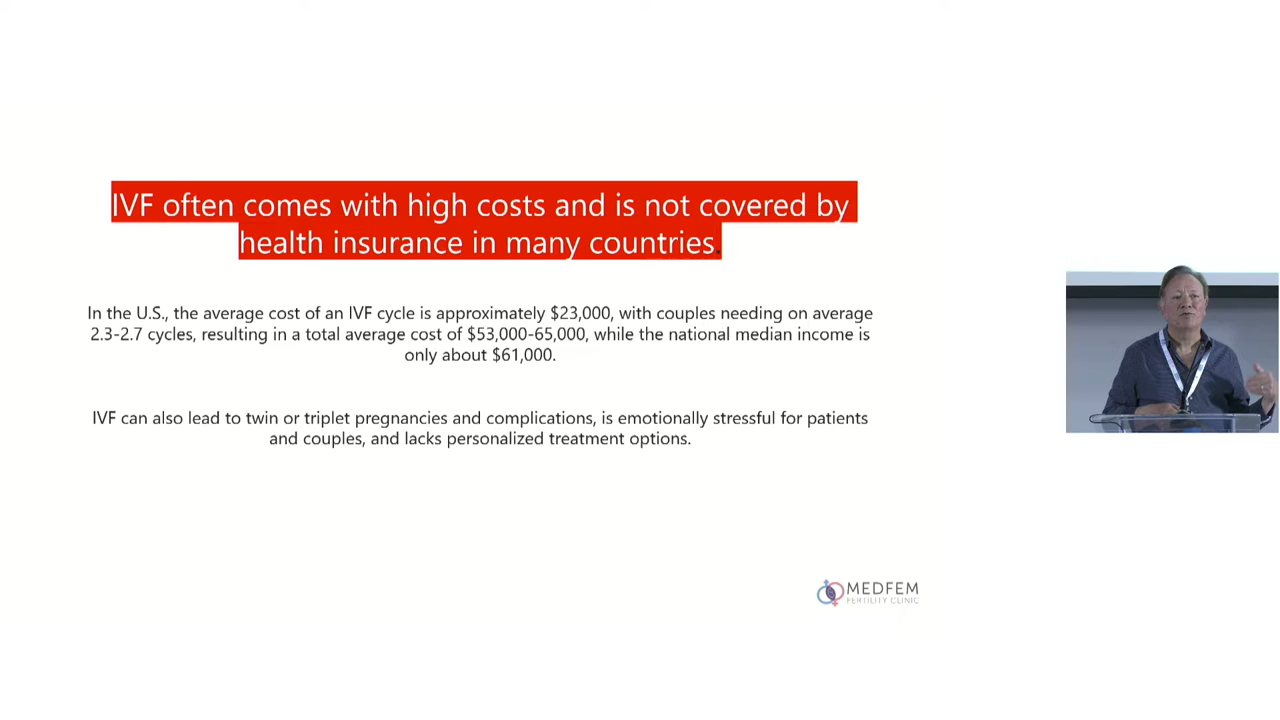 IVF often comes with high costs and is not covered by
health insurance in many countries.
In the U.S., the average cost of an IVF cycle is approximately $23,000, with couples needing on average
2.3-2.7 cycles, resulting in a total average cost of $53,000-65,000, while the national median income is
only about $61,000.
IVF can also lead to twin or triplet pregnancies and complications, is emotionally stressful for patients
and couples, and lacks personalized treatment options.
MEDFEM
FERTILITY CLINIC